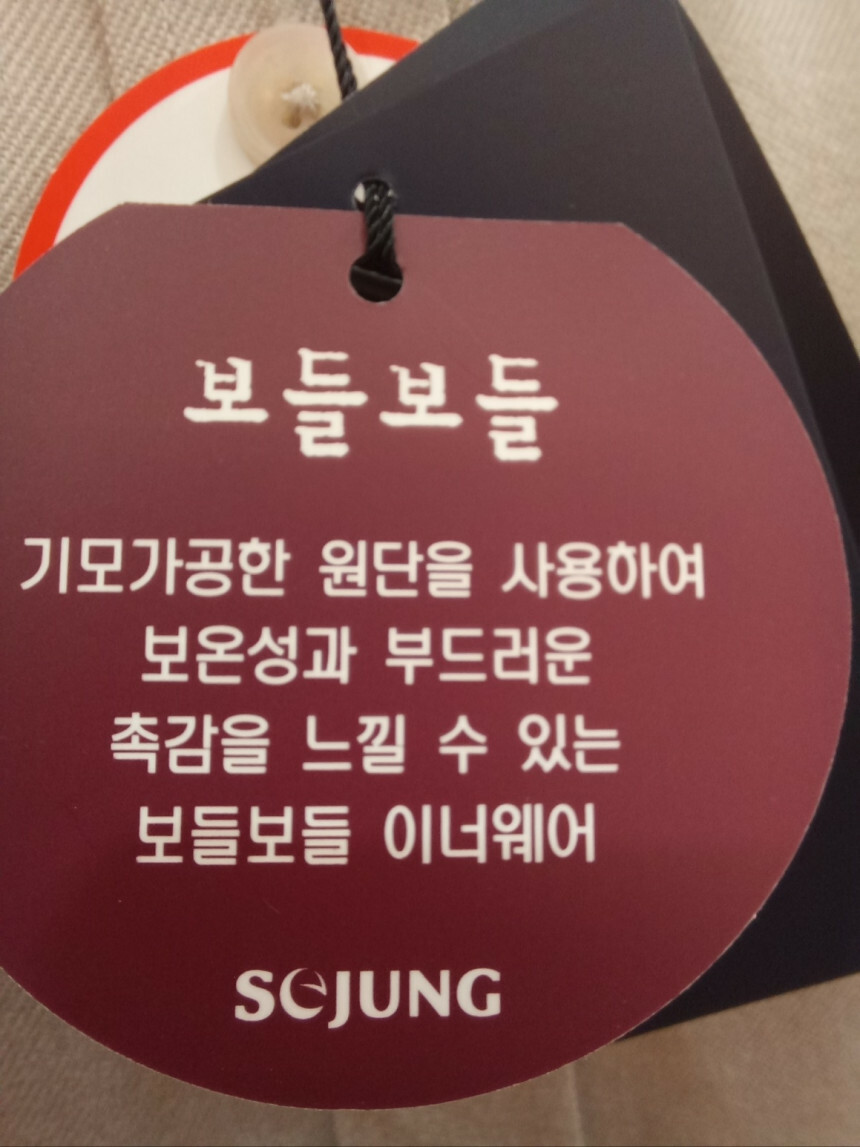 보들보들
기모가공한 원단을 사용하여
보온성과 부드러운
촉감을 느낄 수 있는
보들보들 이너웨어
SEJUNG